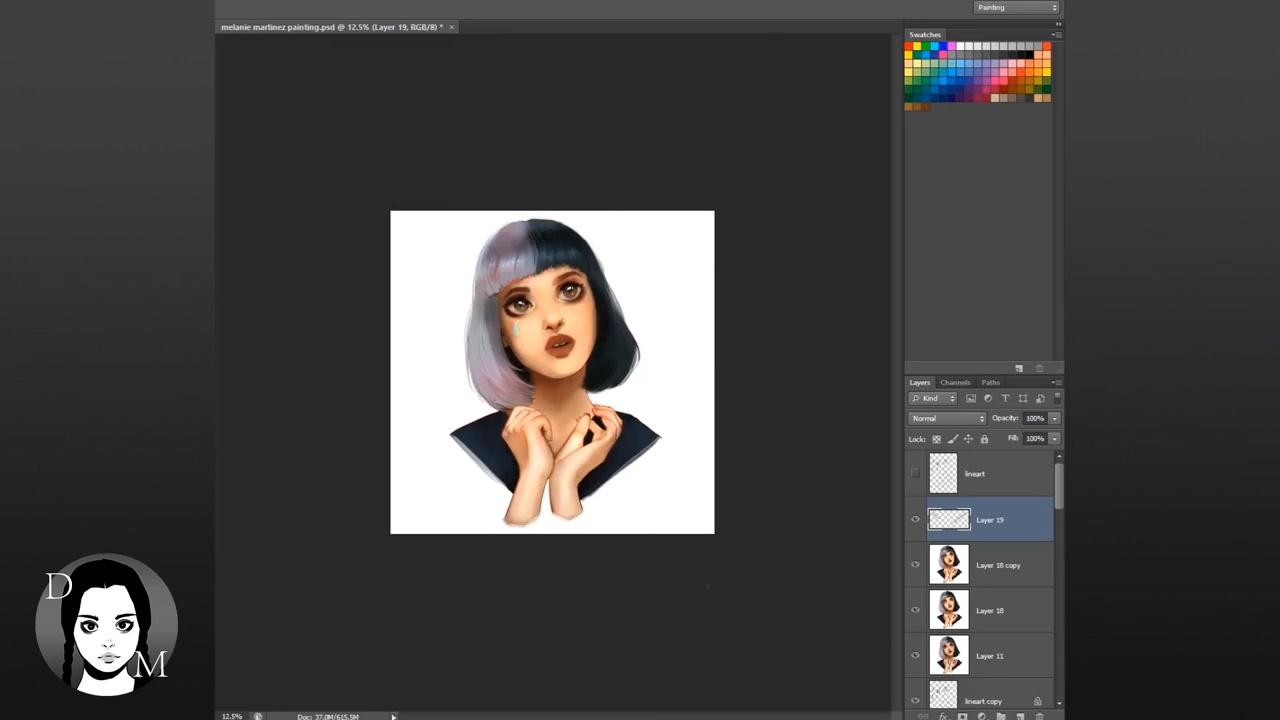 Painting
melanie martinez painting.psd @ 12.5% (Layer 19, RGB/8) * ×
Swatches
Layers Channels Paths
Kind
Normal Opacity: 100%
Lock: Fill: 100%
lineart
Layer 19
Layer 18 copy
Layer 18
Layer 11
lineart copy
D
M
12.5% Doc: 37.0M/615.5M